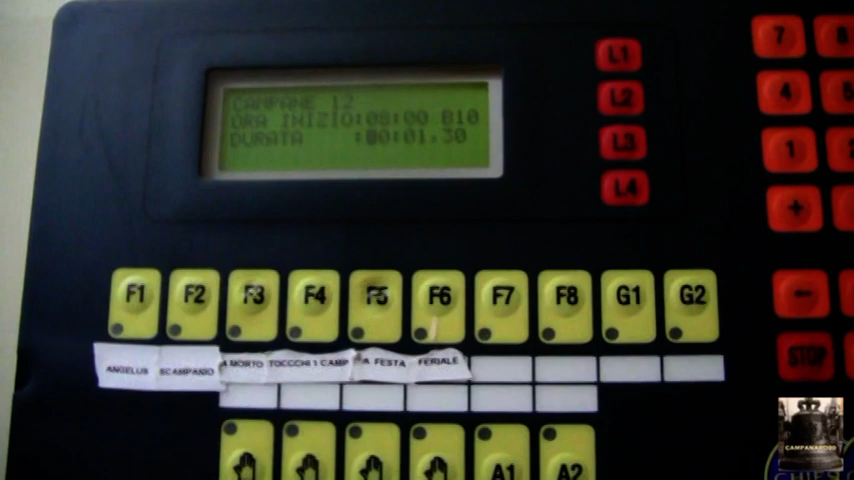 CAMPANE 12
ORA INIZIO:08:00 B10
DURATA :00:01,30
L1
L2
L3
L4
7 8
4
1
+
-
STOP
F1 F2 F3 F4 F5 F6 F7 F8 G1 G2
ANGELUS SCAMPANIO A MORTO TOCCCHI 1 CAMP A FESTA FERIALE
A1 A2
CAMPANARO80